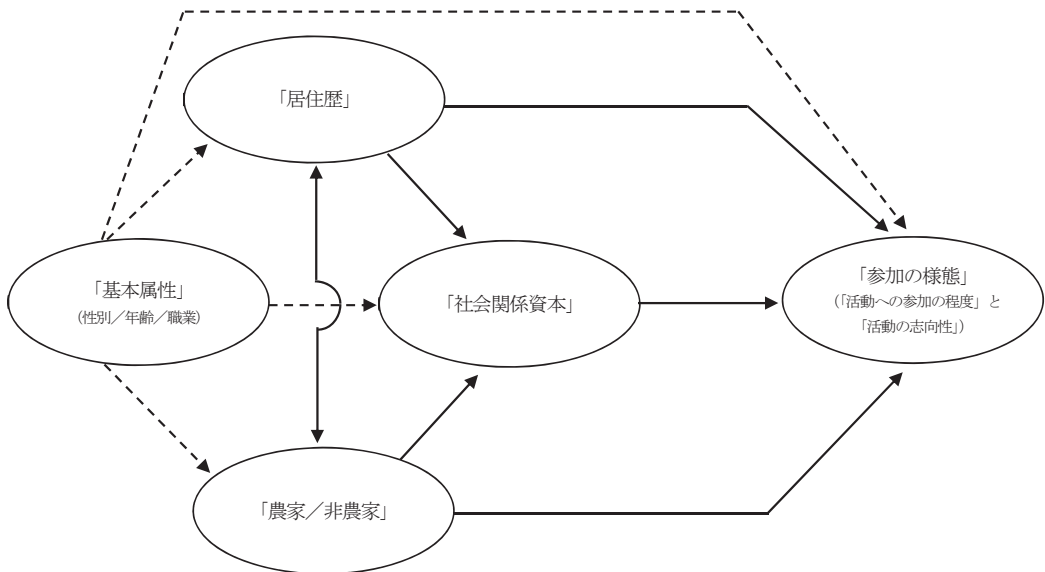 「居住歴」
「基本属性」
(性別／年齢／職業)
「社会関係資本」
「参加の様態」
(「活動への参加の程度」と
「活動の志向性」)
「農家／非農家」